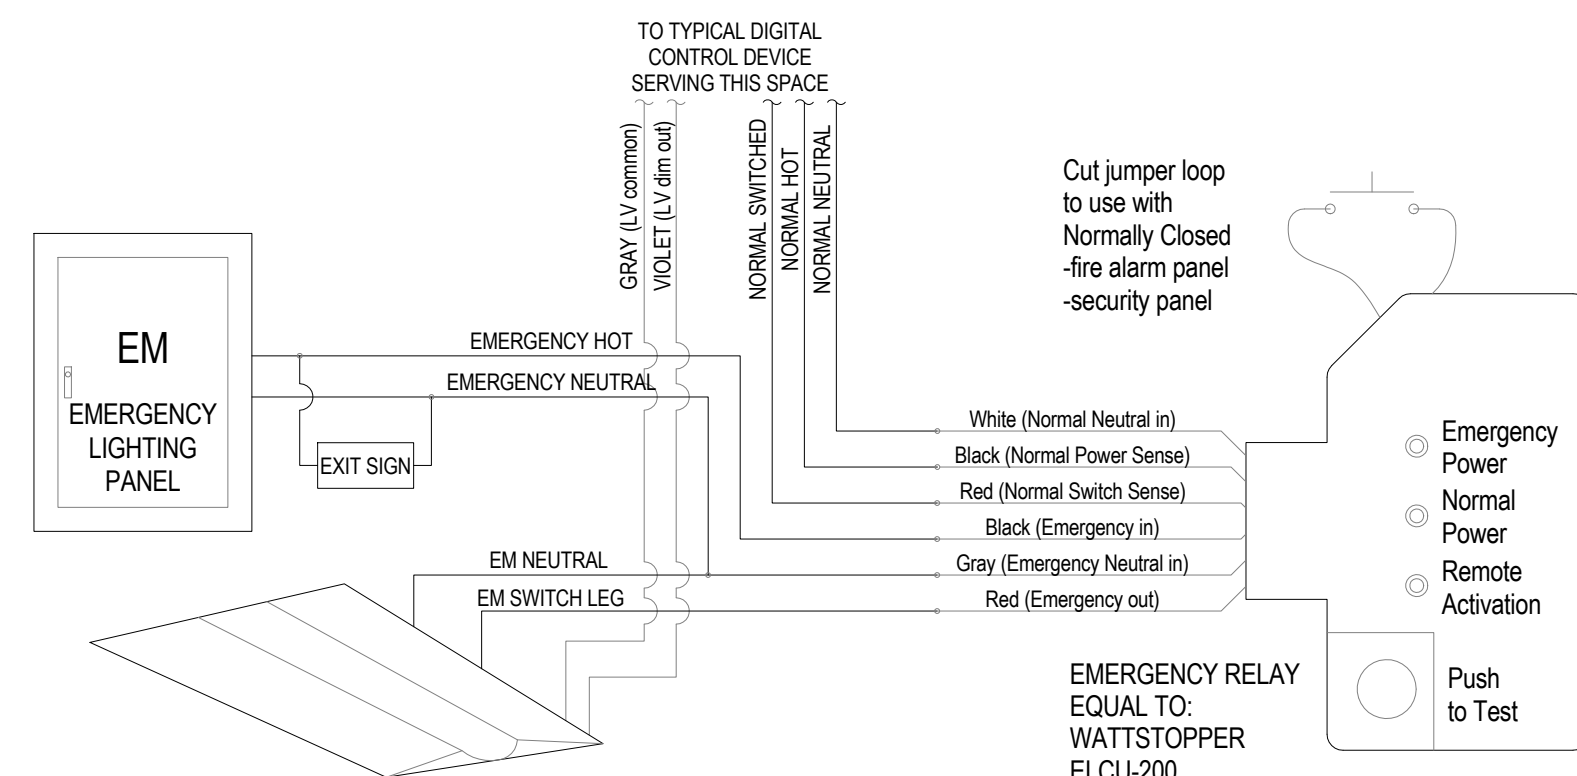 TO TYPICAL DIGITAL
CONTROL DEVICE
SERVING THIS SPACE
GRAY (LV common)
VIOLET (LV dim out)
NORMAL SWITCHED
NORMAL HOT
NORMAL NEUTRAL
Cut jumper loop
to use with
Normally Closed
-fire alarm panel
-security panel
EM
EMERGENCY
LIGHTING
PANEL
EMERGENCY HOT
EMERGENCY NEUTRAL
EXIT SIGN
White (Normal Neutral in)
Black (Normal Power Sense)
Red (Normal Switch Sense)
Black (Emergency in)
Gray (Emergency Neutral in)
Red (Emergency out)
EM NEUTRAL
EM SWITCH LEG
Emergency
Power
Normal
Power
Remote
Activation
Push
to Test
EMERGENCY RELAY
EQUAL TO:
WATTSTOPPER
ELCU-200